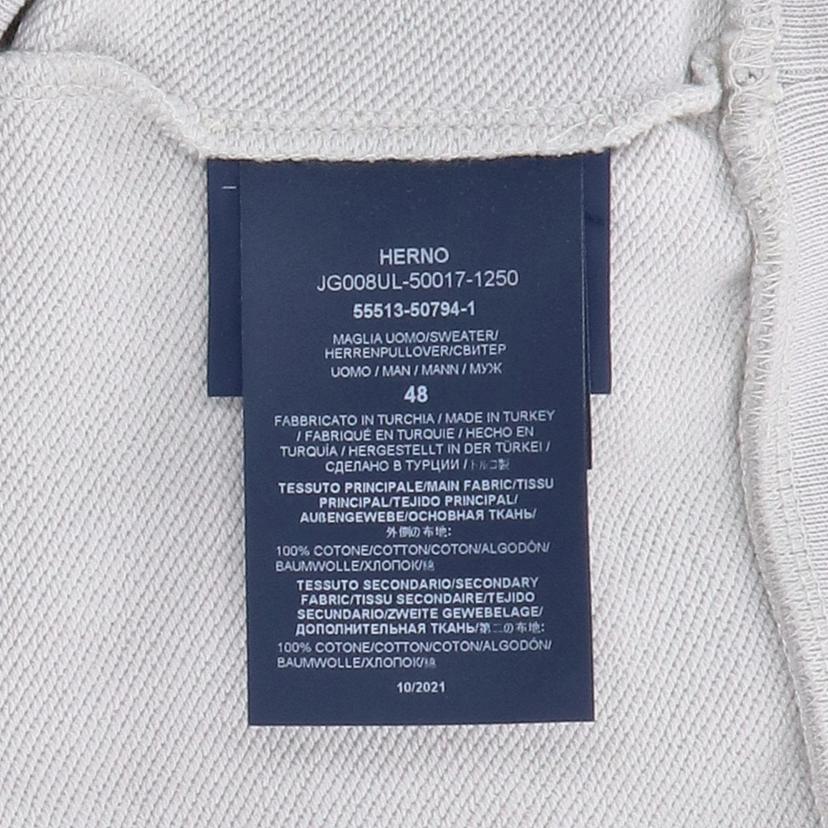 HERNO
JG008UL-50017-1250
55513-50794-1
MAGLIA UOMO/SWEATER/
HERRENPULLOVER/СВИТЕР
UOMO / MAN / MANN / МУЖ
48
FABBRICATO IN TURCHIA / MADE IN TURKEY
/ FABRIQUÉ EN TURQUIE / HECHO EN
TURQUÍA / HERGESTELLT IN DER TÜRKEI /
СДЕЛАНО В ТУРЦИИ / トルコ製
TESSUTO PRINCIPALE/MAIN FABRIC/TISSU
PRINCIPAL/TEJIDO PRINCIPAL/
AUßENGEWEBE/ОСНОВНАЯ ТКАНЬ/
外側の布地:
100% COTONE/COTTON/COTON/ALGODÓN/
BAUMWOLLE/ХЛОПОК/綿
TESSUTO SECONDARIO/SECONDARY
FABRIC/TISSU SECONDAIRE/TEJIDO
SECUNDARIO/ZWEITE GEWEBELAGE/
ДОПОЛНИТЕЛЬНАЯ ТКАНЬ/第二の布地:
100% COTONE/COTTON/COTON/ALGODÓN/
BAUMWOLLE/ХЛОПОК/綿
10/2021